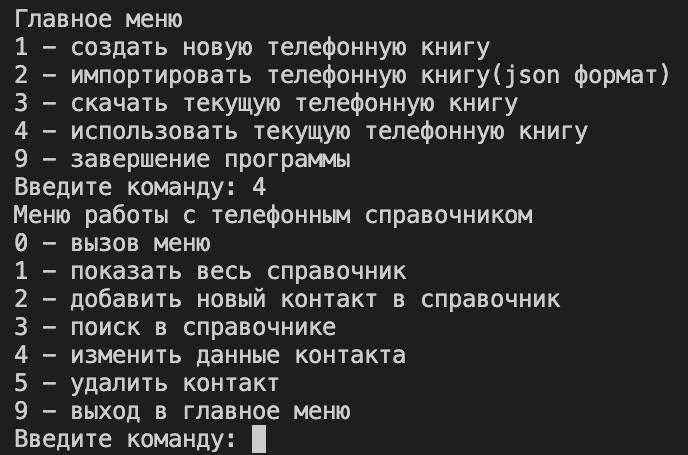 Главное меню
1 – создать новую телефонную книгу
2 – импортировать телефонную книгу(json формат)
3 – скачать текущую телефонную книгу
4 – использовать текущую телефонную книгу
9 – завершение программы
Введите команду: 4
Меню работы с телефонным справочником
0 – вызов меню
1 – показать весь справочник
2 – добавить новый контакт в справочник
3 – поиск в справочнике
4 – изменить данные контакта
5 – удалить контакт
9 – выход в главное меню
Введите команду: